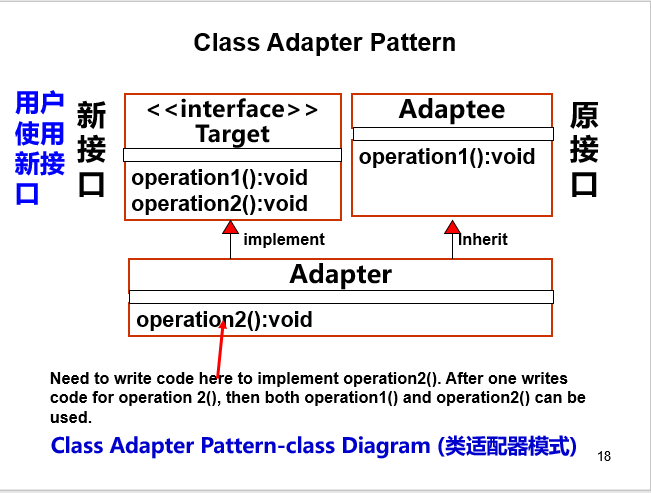 Class Adapter Pattern
用户
使用
新接
口
新
接
口
<<interface>>
Target
operation1():void
operation2():void
Adaptee
operation1():void
原
接
口
implement
Inherit
Adapter
operation2():void
Need to write code here to implement operation2(). After one writes
code for operation 2(), then both operation1() and operation2() can be
used.
Class Adapter Pattern-class Diagram (类适配器模式)
18